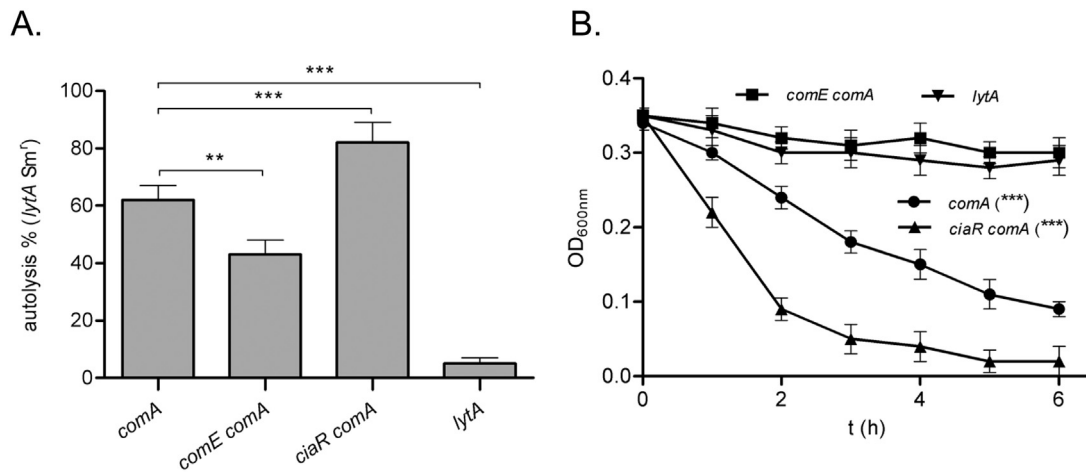 A.
B.
autolysis % (lytA Smʳ)
100
80
60
40
20
0
***
***
**
comA
comE comA
ciaR comA
lytA
OD600nm
0.4
0.3
0.2
0.1
0.0
comE comA
lytA
comA (***)
ciaR comA (***)
0
2
4
6
t (h)